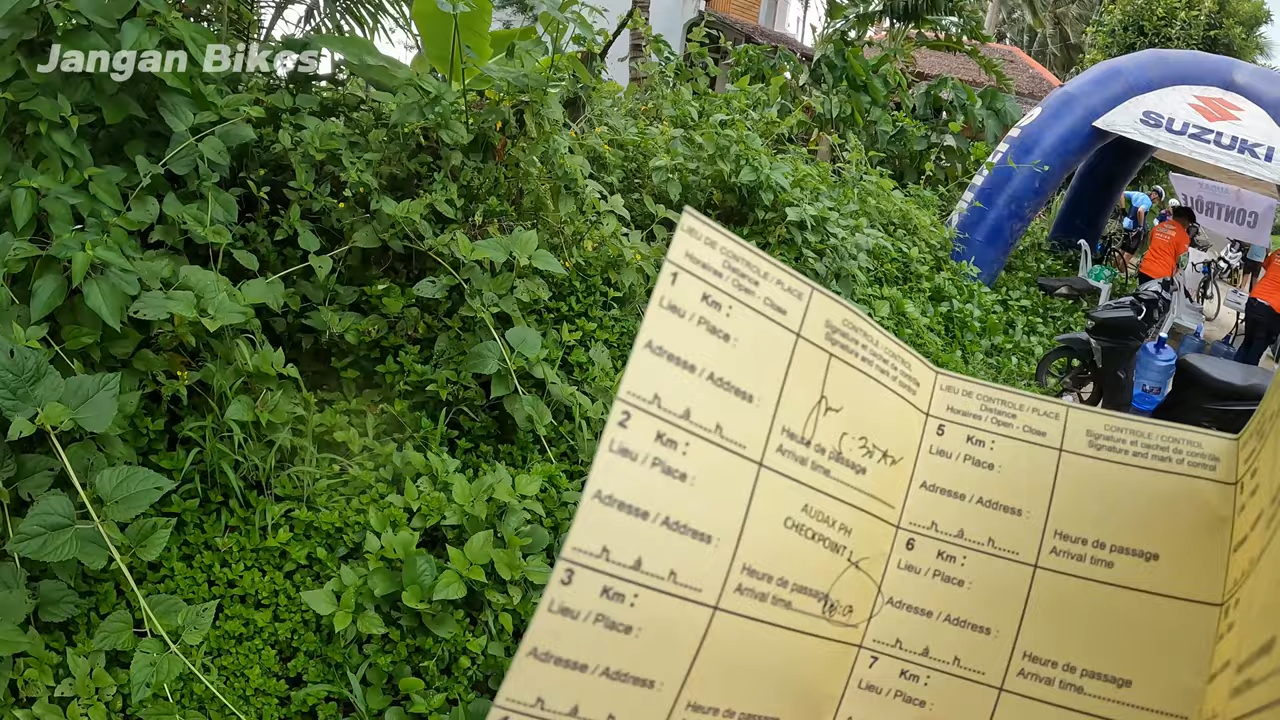 Jangan Bikes
SUZUKI
AUDAX
CONTRÔLE
LIEU DE CONTROLE / PLACE
Distance
Horaires / Open - Close
CONTROLE / CONTROL
Signature et cachet de contrôle
Signature and mark of control
1 Km :
Lieu / Place :
Adresse / Address :
...h...à...h...
Heure de passage
Arrival time
2 Km :
Lieu / Place :
Adresse / Address :
...h...à...h...
AUDAX PH
CHECKPOINT
Heure de passage
Arrival time
3 Km :
Lieu / Place :
Adresse / Address :
...h...à...h...
Heure de passage
LIEU DE CONTROLE / PLACE
Distance
Horaires / Open - Close
CONTROLE / CONTROL
Signature et cachet de contrôle
Signature and mark of control
5 Km :
Lieu / Place :
Adresse / Address :
...h...à...h...
Heure de passage
Arrival time
6 Km :
Lieu / Place :
Adresse / Address :
...h...à...h...
Heure de passage
Arrival time
7 Km :
Lieu / Place :